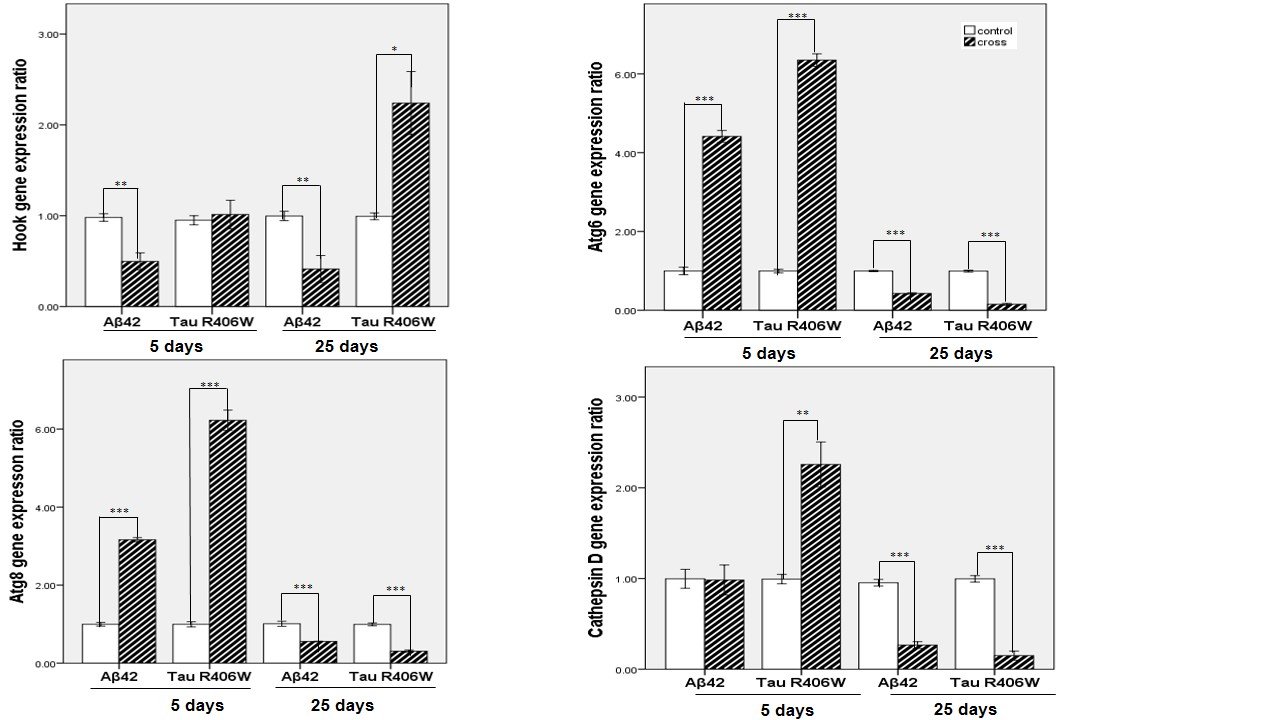 Hook gene expression ratio
3.00
2.00
1.00
0.00
**
**
*
Aβ42 Tau R406W Aβ42 Tau R406W
5 days 25 days
Atg6 gene expression ratio
6.00
4.00
2.00
0.00
***
***
***
***
control
cross
Aβ42 Tau R406W Aβ42 Tau R406W
5 days 25 days
Atg8 gene expresson ratio
6.00
4.00
2.00
0.00
***
***
***
***
Aβ42 Tau R406W Aβ42 Tau R406W
5 days 25 days
Cathepsin D gene expression ratio
3.00
2.00
1.00
0.00
**
***
***
Aβ42 Tau R406W Aβ42 Tau R406W
5 days 25 days